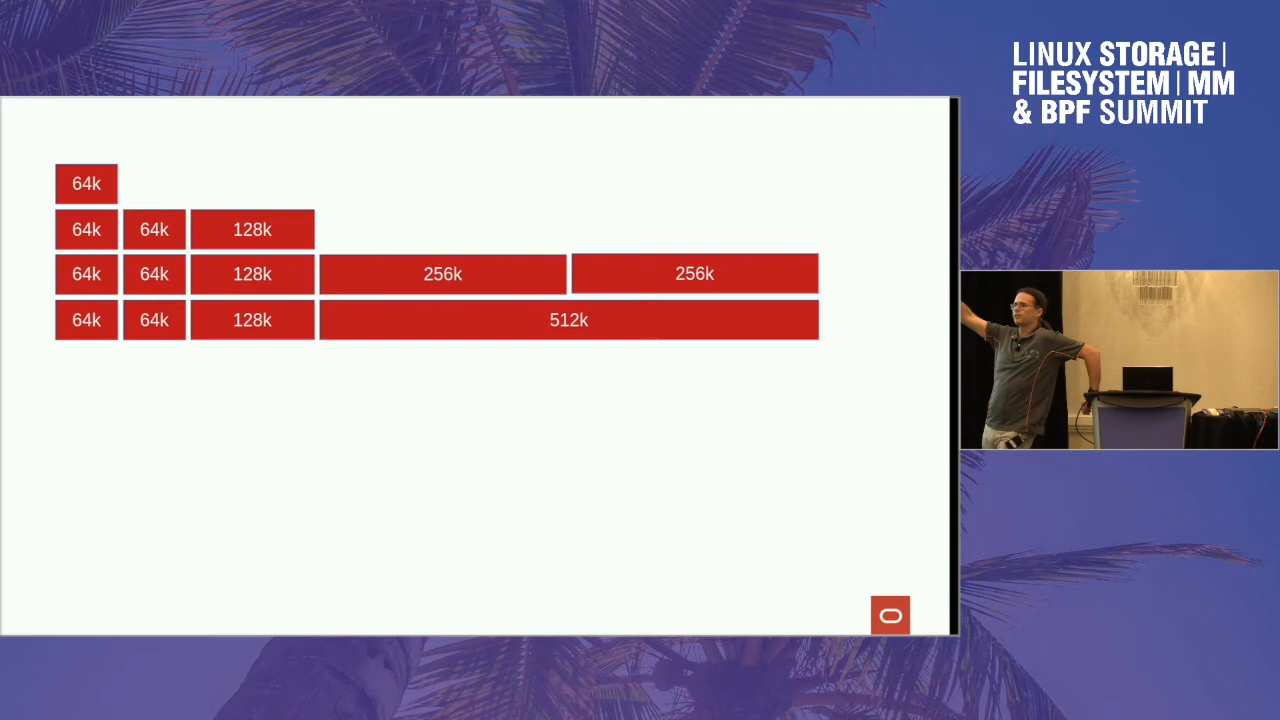 LINUX STORAGE |
FILESYSTEM | MM
& BPF SUMMIT
64k
64k 64k 128k
64k 64k 128k 256k 256k
64k 64k 128k 512k